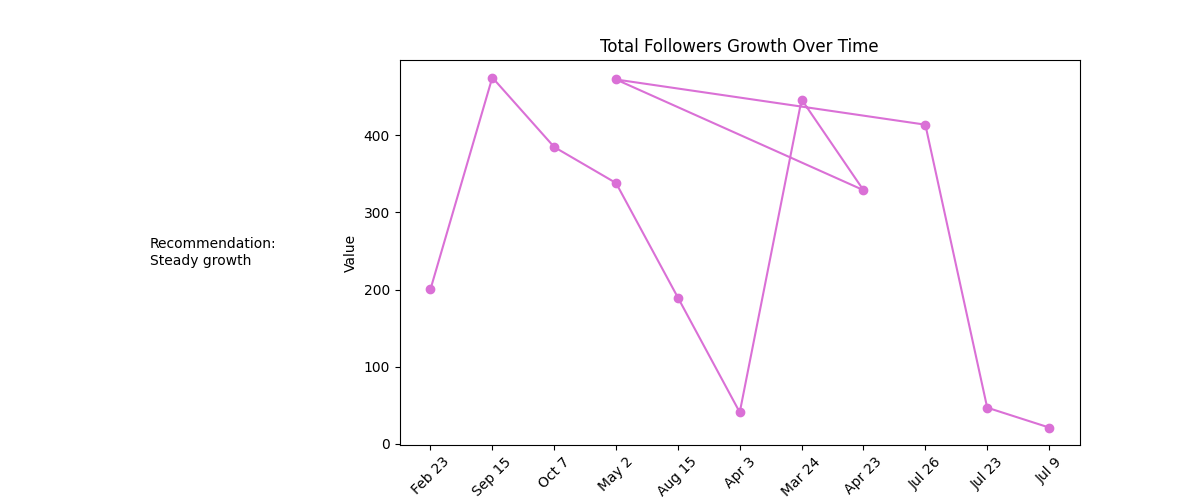 Total Followers Growth Over Time
Recommendation:
Steady growth
Value
400
300
200
100
0
Feb 23
Sep 15
Oct 7
May 2
Aug 15
Apr 3
Mar 24
Apr 23
Jul 26
Jul 23
Jul 9